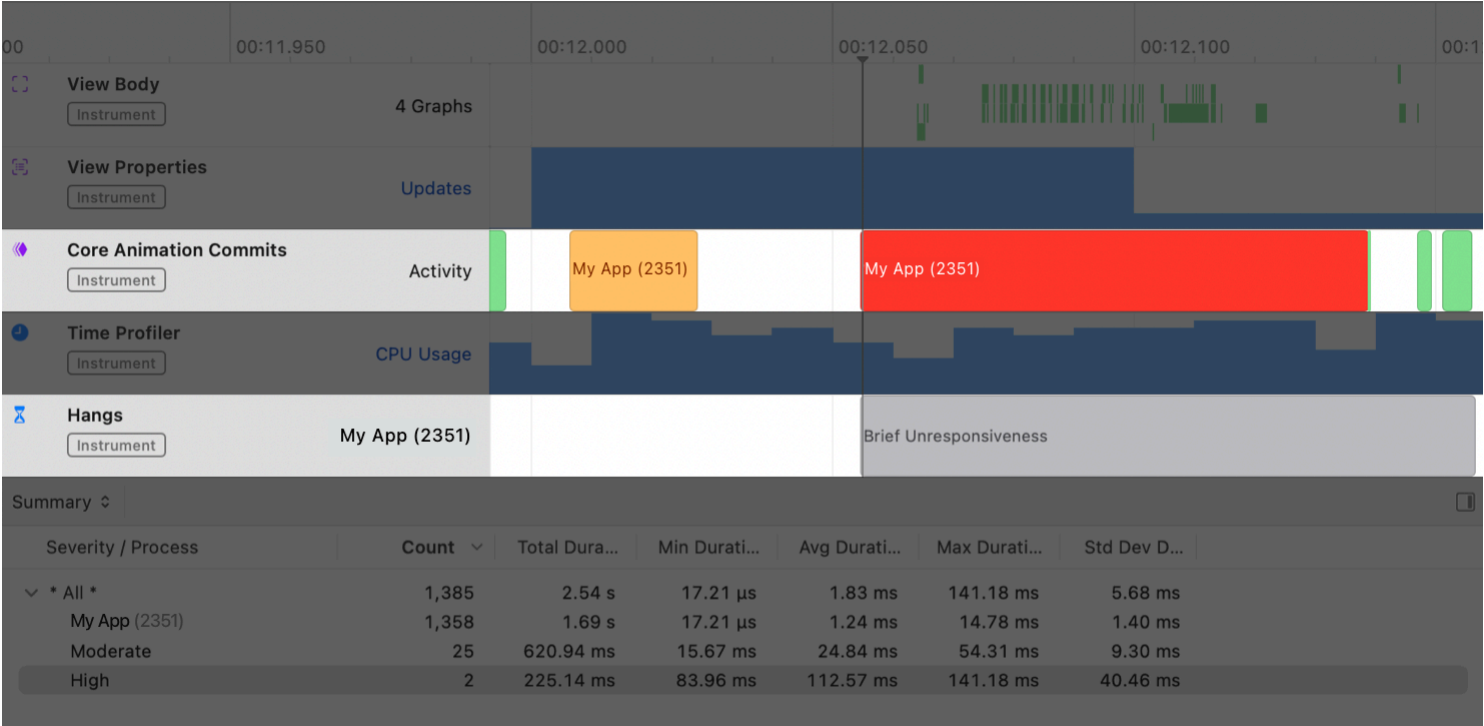 00 00:11.950 00:12.000 00:12.050 00:12.100 00:1
View Body
Instrument
4 Graphs
View Properties
Instrument
Updates
Core Animation Commits
Instrument
Activity
My App (2351) My App (2351)
Time Profiler
Instrument
CPU Usage
Hangs
Instrument
My App (2351)
Brief Unresponsiveness
Summary
Severity / Process Count Total Dura... Min Durati... Avg Durati... Max Durati... Std Dev D...
* All * 1,385 2.54 s 17.21 µs 1.83 ms 141.18 ms 5.68 ms
My App (2351) 1,358 1.69 s 17.21 µs 1.24 ms 14.78 ms 1.40 ms
Moderate 25 620.94 ms 15.67 ms 24.84 ms 54.31 ms 9.30 ms
High 2 225.14 ms 83.96 ms 112.57 ms 141.18 ms 40.46 ms